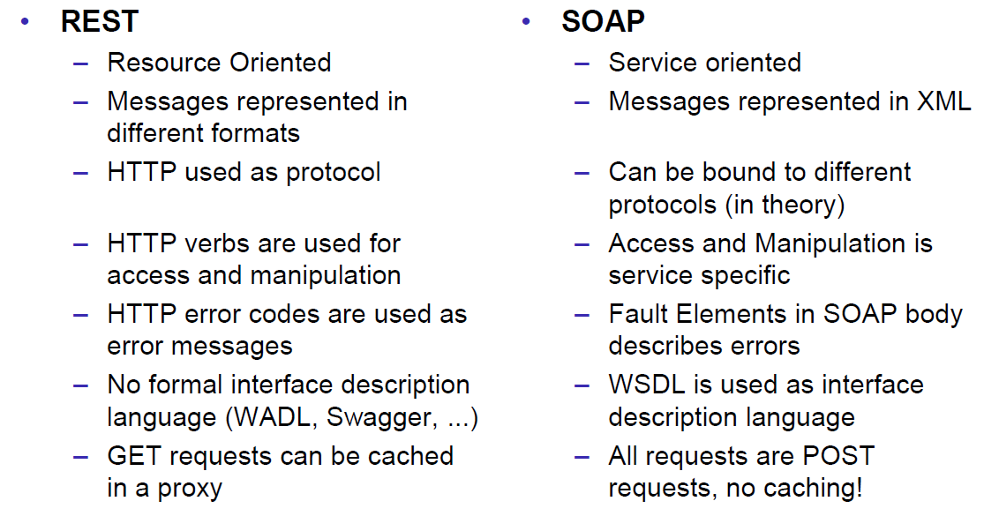 • REST
– Resource Oriented
– Messages represented in
different formats
– HTTP used as protocol
– HTTP verbs are used for
access and manipulation
– HTTP error codes are used as
error messages
– No formal interface description
language (WADL, Swagger, ...)
– GET requests can be cached
in a proxy
• SOAP
– Service oriented
– Messages represented in XML
– Can be bound to different
protocols (in theory)
– Access and Manipulation is
service specific
– Fault Elements in SOAP body
describes errors
– WSDL is used as interface
description language
– All requests are POST
requests, no caching!